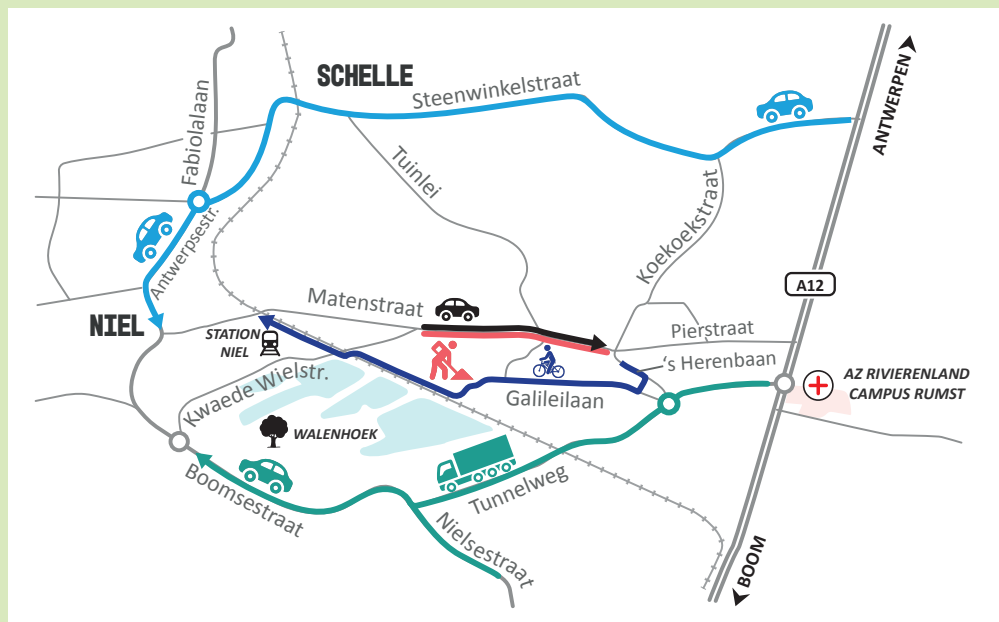 SCHELLE
Steenwinkelstraat
ANTWERPEN
Fabiolalaan
Tuinlei
Koekoekstraat
Antwerpsestr.
A12
Matenstraat
NIEL
STATION
NIEL
Pierstraat
's Herenbaan
AZ RIVIERENLAND
CAMPUS RUMST
Kwaede Wielstr.
Galileilaan
WALENHOEK
Boomsestraat
Tunnelweg
Nielsestraat
BOOM